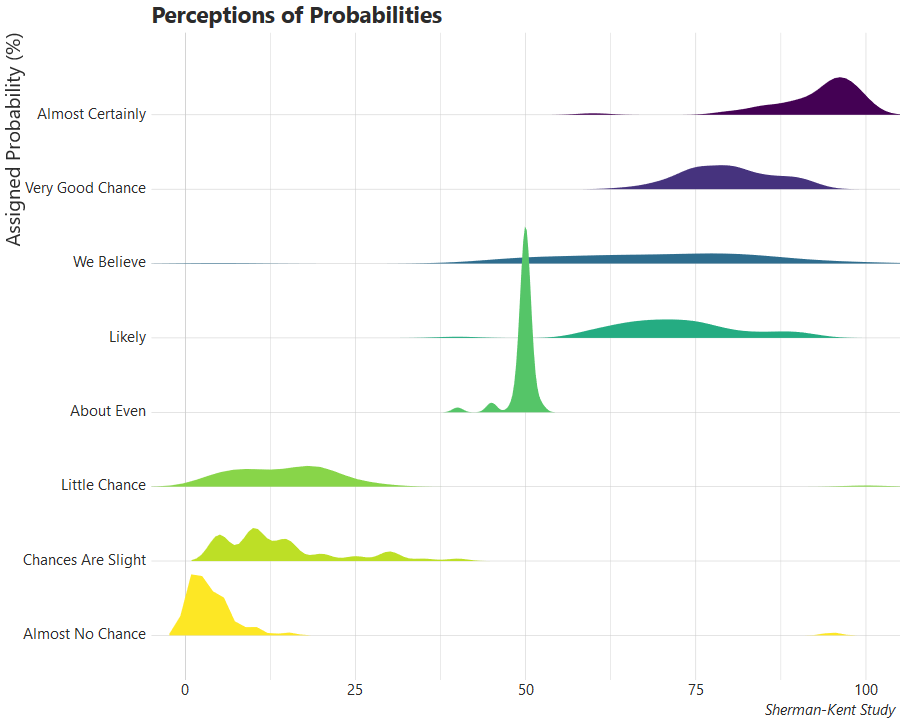 Perceptions of Probabilities
Assigned Probability (%)
Almost Certainly
Very Good Chance
We Believe
Likely
About Even
Little Chance
Chances Are Slight
Almost No Chance
0 25 50 75 100
Sherman-Kent Study